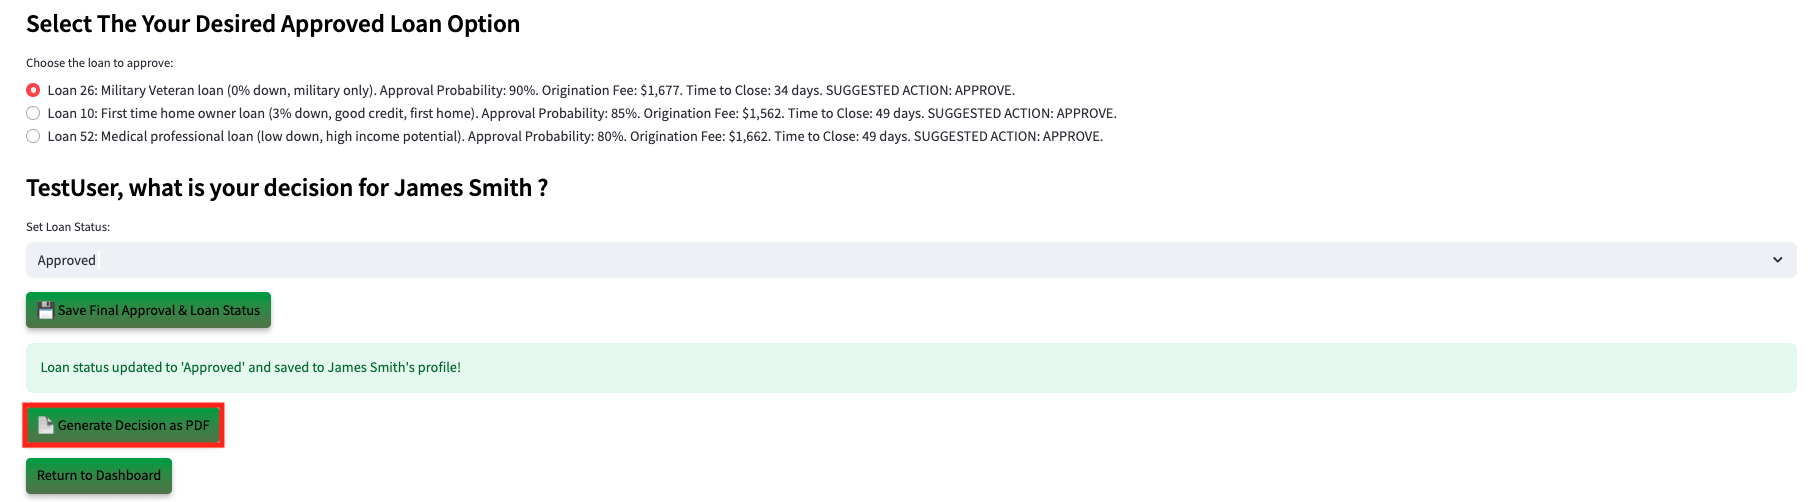 Select The Your Desired Approved Loan Option
Choose the loan to approve:
Loan 26: Military Veteran loan (0% down, military only). Approval Probability: 90%. Origination Fee: $1,677. Time to Close: 34 days. SUGGESTED ACTION: APPROVE.
Loan 10: First time home owner loan (3% down, good credit, first home). Approval Probability: 85%. Origination Fee: $1,562. Time to Close: 49 days. SUGGESTED ACTION: APPROVE.
Loan 52: Medical professional loan (low down, high income potential). Approval Probability: 80%. Origination Fee: $1,662. Time to Close: 49 days. SUGGESTED ACTION: APPROVE.
TestUser, what is your decision for James Smith ?
Set Loan Status:
Approved
Save Final Approval & Loan Status
Loan status updated to 'Approved' and saved to James Smith's profile!
Generate Decision as PDF
Return to Dashboard